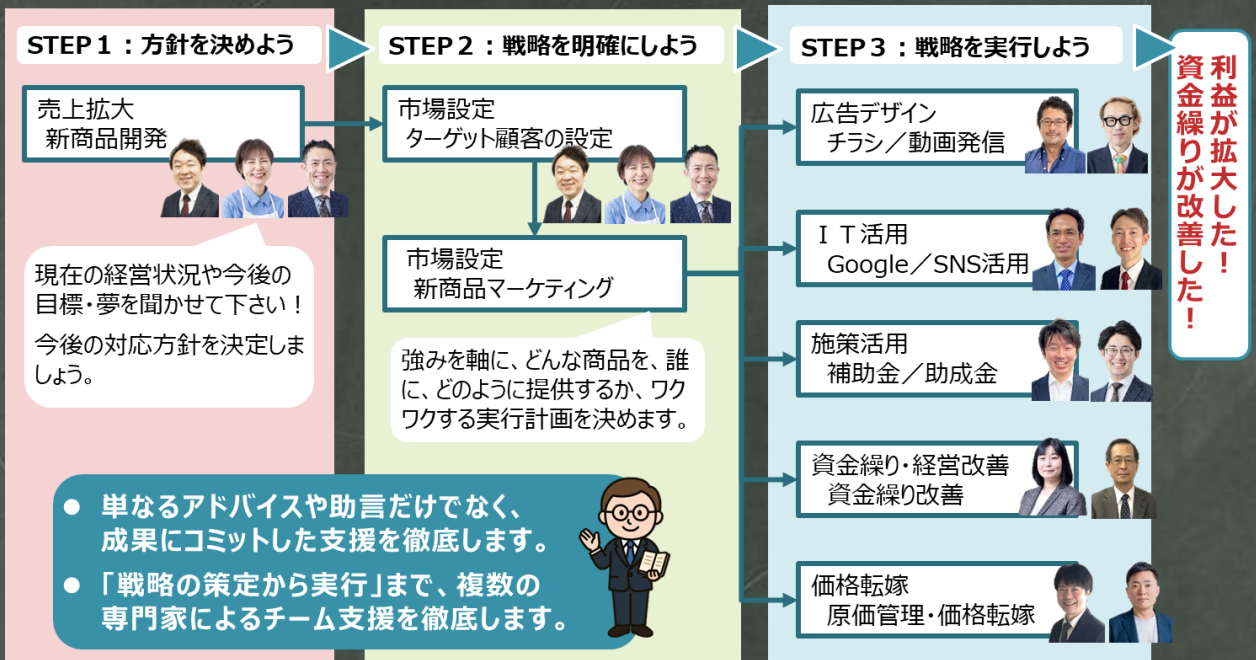 STEP１：方針を決めよう
売上拡大
新商品開発
現在の経営状況や今後の
目標・夢を聞かせて下さい！
今後の対応方針を決定しま
しょう。
STEP２：戦略を明確にしよう
市場設定
ターゲット顧客の設定
市場設定
新商品マーケティング
強みを軸に、どんな商品を、誰
に、どのように提供するか、ワク
ワクする実行計画を決めます。
STEP３：戦略を実行しよう
広告デザイン
チラシ／動画発信
ＩＴ活用
Google／SNS活用
施策活用
補助金／助成金
資金繰り・経営改善
資金繰り改善
価格転嫁
原価管理・価格転嫁
利益が拡大した！
資金繰りが改善した！
● 単なるアドバイスや助言だけでなく、
成果にコミットした支援を徹底します。
● 「戦略の策定から実行」まで、複数の
専門家によるチーム支援を徹底します。